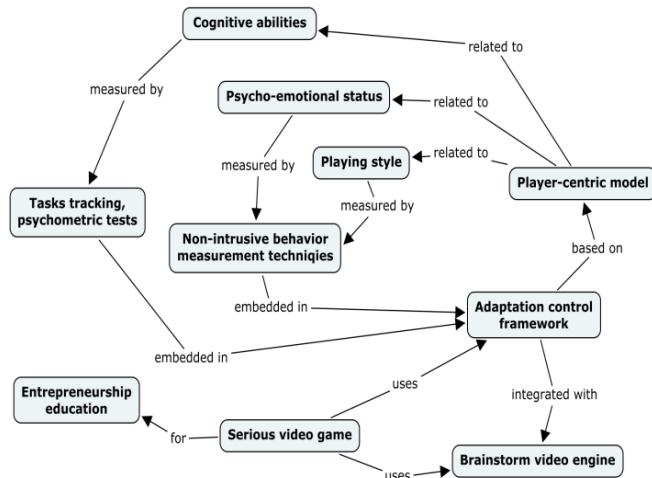 Cognitive abilities
related to
measured by
Psycho-emotional status
related to
measured by
Playing style
related to
Player-centric model
Tasks tracking,
psychometric tests
measured by
Non-intrusive behavior
measurement techniqies
based on
embedded in
Adaptation control
framework
embedded in
Entrepreneurship
education
uses
integrated with
for
Serious video game
uses
Brainstorm video engine